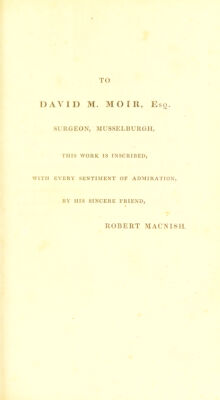 TO
DAVID M. MOIR, ESQ.
SURGEON, MUSSELBURGH,
THIS WORK IS INSCRIBED,
WITH EVERY SENTIMENT OF ADMIRATION,
BY HIS SINCERE FRIEND,
ROBERT MACNISH.